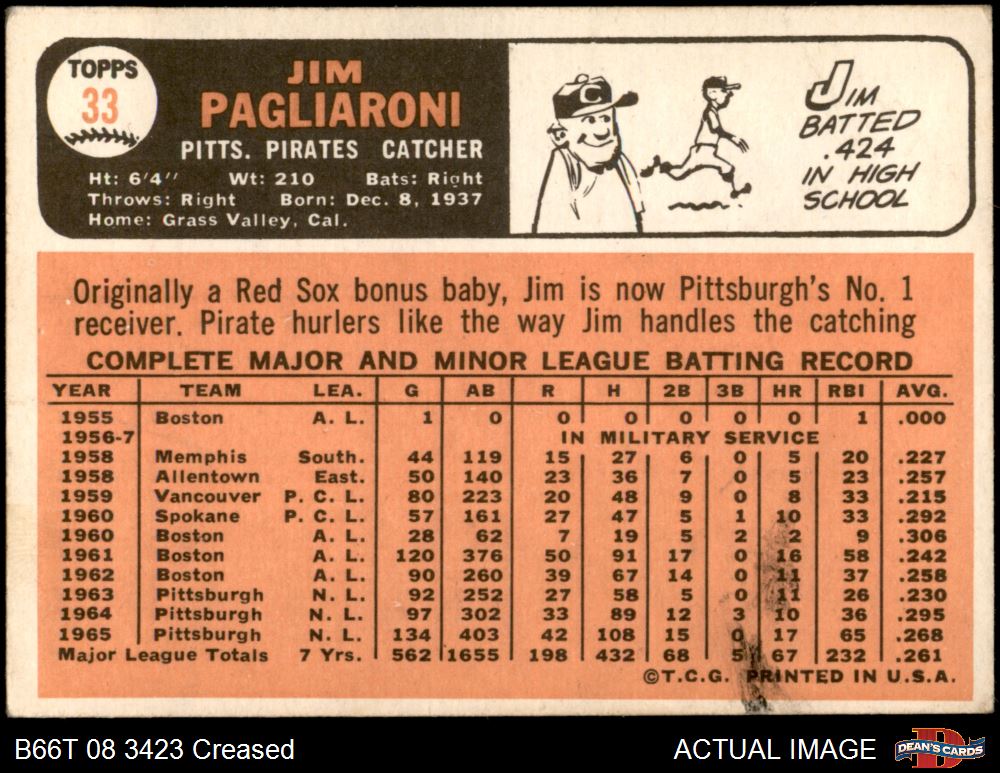 TOPPS
33
JIM
PAGLIARONI
PITTS. PIRATES CATCHER
Ht: 6'4" Wt: 210 Bats: Right
Throws: Right Born: Dec. 8, 1937
Home: Grass Valley, Cal.
C
JIM
BATTED
.424
IN HIGH
SCHOOL
Originally a Red Sox bonus baby, Jim is now Pittsburgh's No. 1
receiver. Pirate hurlers like the way Jim handles the catching
COMPLETE MAJOR AND MINOR LEAGUE BATTING RECORD
YEAR TEAM LEA. G AB R H 2B 3B HR RBI AVG.
1955 Boston A. L. 1 0 0 0 0 0 0 1 .000
1956-7 IN MILITARY SERVICE
1958 Memphis South. 44 119 15 27 6 0 5 20 .227
1958 Allentown East. 50 140 23 36 7 0 5 23 .257
1959 Vancouver P. C. L. 80 223 20 48 9 0 8 33 .215
1960 Spokane P. C. L. 57 161 27 47 5 1 10 33 .292
1960 Boston A. L. 28 62 7 19 5 2 2 9 .306
1961 Boston A. L. 120 376 50 91 17 0 16 58 .242
1962 Boston A. L. 90 260 39 67 14 0 11 37 .258
1963 Pittsburgh N. L. 92 252 27 58 5 0 11 26 .230
1964 Pittsburgh N. L. 97 302 33 89 12 3 10 36 .295
1965 Pittsburgh N. L. 134 403 42 108 15 0 17 65 .268
Major League Totals 7 Yrs. 562 1655 198 432 68 5 67 232 .261
©T.C.G. PRINTED IN U.S.A.
B66T 08 3423 Creased
ACTUAL IMAGE
DEAN'S CARDS